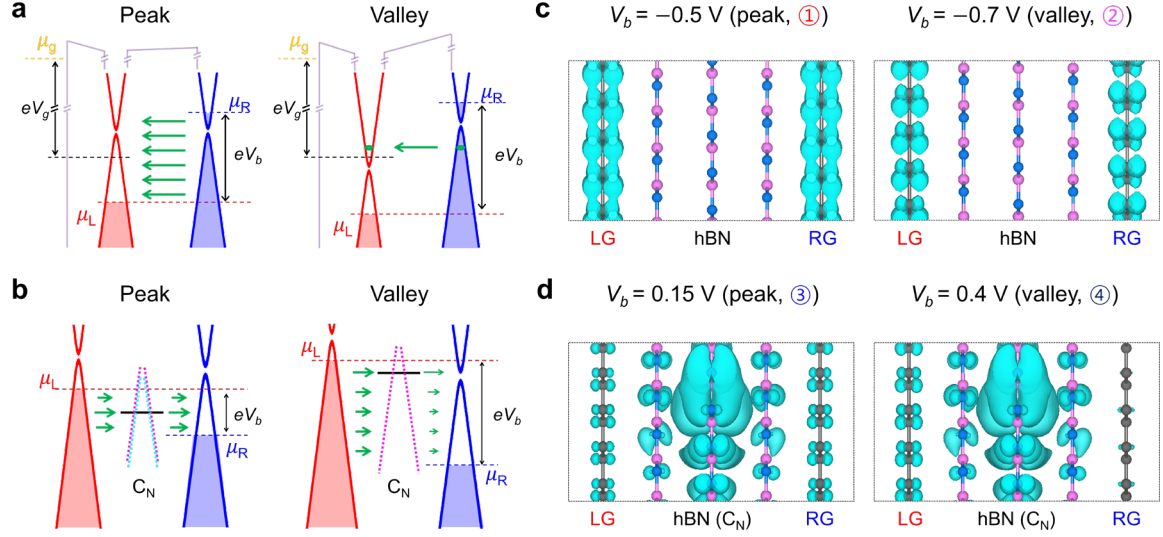 a
Peak
Valley
μg
μg
eVg
μR
eVb
μL
eVg
μR
eVb
μL
b
Peak
Valley
μL
CN
eVb
μR
μL
CN
eVb
μR
c
Vb = −0.5 V (peak, ①)
Vb = −0.7 V (valley, ②)
LG hBN RG
LG hBN RG
d
Vb = 0.15 V (peak, ③)
Vb = 0.4 V (valley, ④)
LG hBN (CN) RG
LG hBN (CN) RG